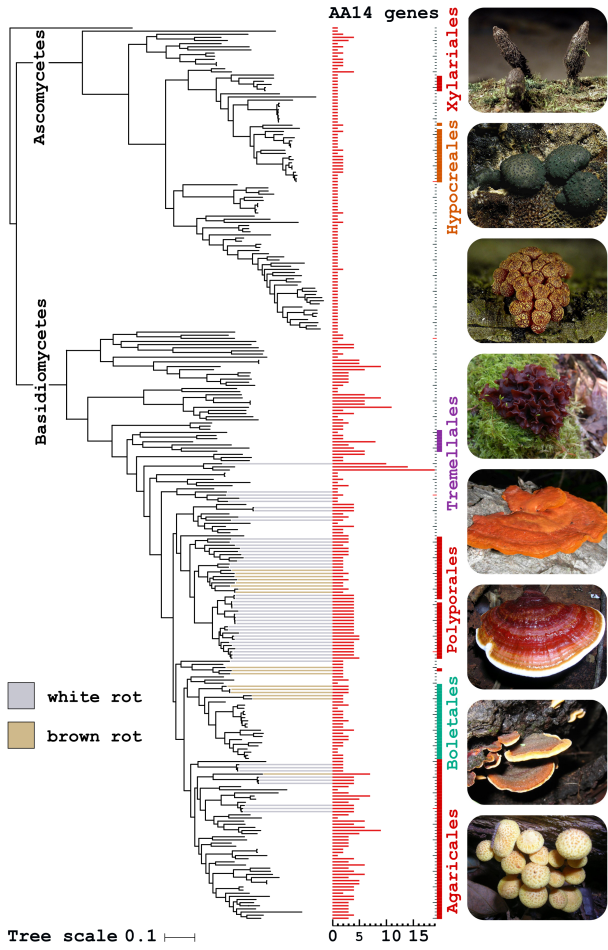 AA14 genes
Ascomycetes
Xylariales
Hypocreales
Basidiomycetes
Tremellales
Polyporales
white rot
brown rot
Boletales
Agaricales
Tree scale 0.1
0 5 10 15